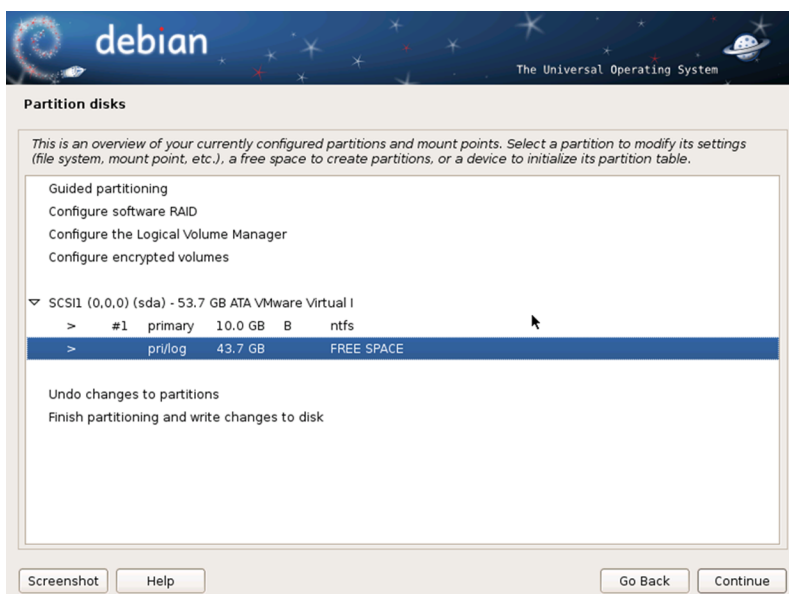 debian
The Universal Operating System
Partition disks
This is an overview of your currently configured partitions and mount points. Select a partition to modify its settings
(file system, mount point, etc.), a free space to create partitions, or a device to initialize its partition table.
Guided partitioning
Configure software RAID
Configure the Logical Volume Manager
Configure encrypted volumes
SCSI1 (0,0,0) (sda) - 53.7 GB ATA VMware Virtual I
> #1 primary 10.0 GB B ntfs
> pri/log 43.7 GB FREE SPACE
Undo changes to partitions
Finish partitioning and write changes to disk
Screenshot Help Go Back Continue